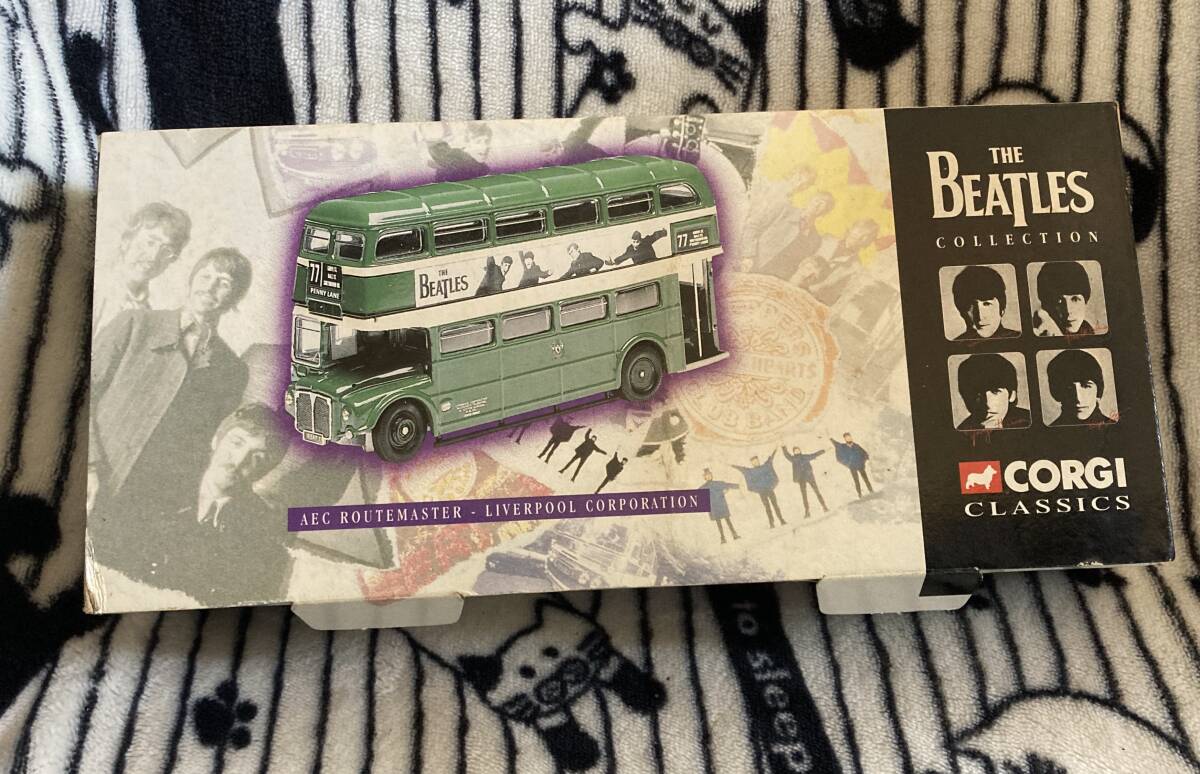 THE
BEATLES
COLLECTION
CORGI
CLASSICS
77
PENNY LANE
THE
BEATLES
77
AEC ROUTEMASTER - LIVERPOOL CORPORATION
to sleep